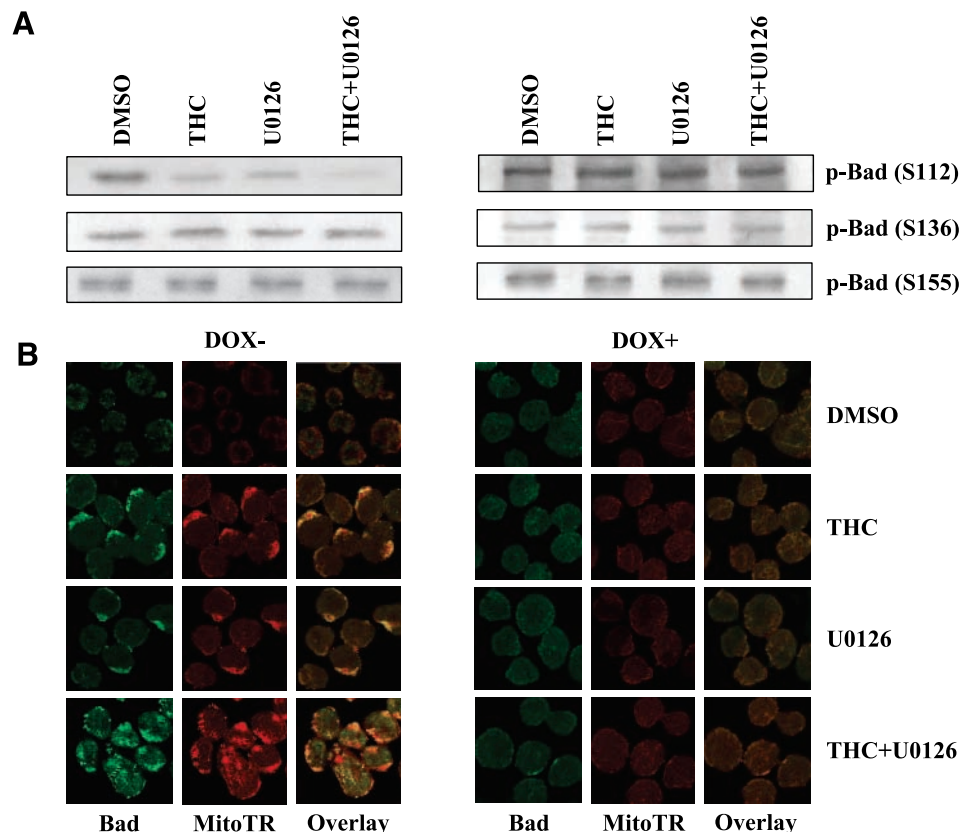 A
DMSO THC U0126 THC+U0126 DMSO THC U0126 THC+U0126
p-Bad (S112)
p-Bad (S136)
p-Bad (S155)
B
DOX- DOX+
DMSO
THC
U0126
THC+U0126
Bad MitoTR Overlay Bad MitoTR Overlay